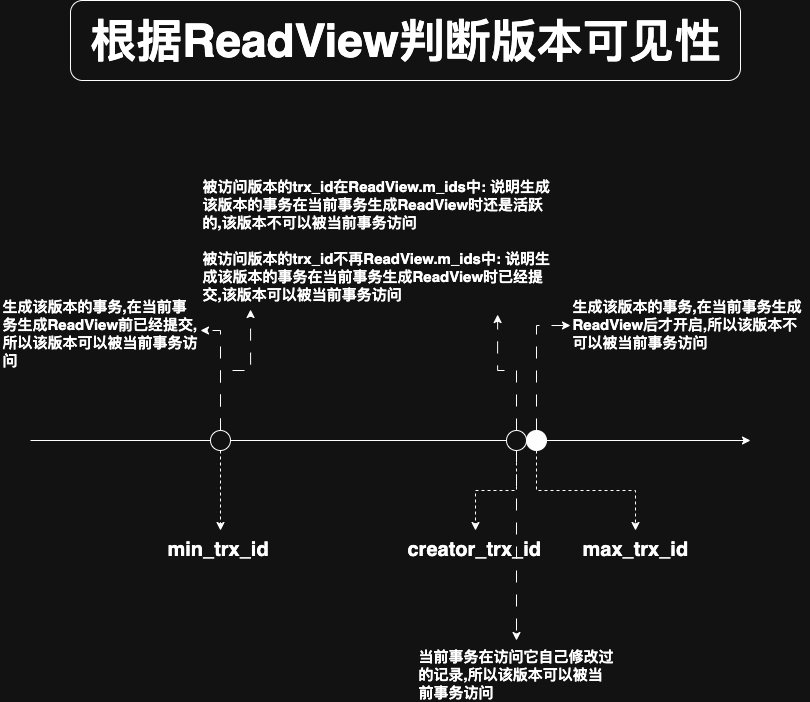 根据ReadView判断版本可见性
被访问版本的trx_id在ReadView.m_ids中: 说明生成
该版本的事务在当前事务生成ReadView时还是活跃
的,该版本不可以被当前事务访问
被访问版本的trx_id不再ReadView.m_ids中: 说明生
成该版本的事务在当前事务生成ReadView时已经提
交,该版本可以被当前事务访问
生成该版本的事务,在当前事
务生成ReadView前已经提交,
所以该版本可以被当前事务访
问
生成该版本的事务,在当前事务生成
ReadView后才开启,所以该版本不
可以被当前事务访问
min_trx_id
creator_trx_id
max_trx_id
当前事务在访问它自己修改过
的记录,所以该版本可以被当
前事务访问